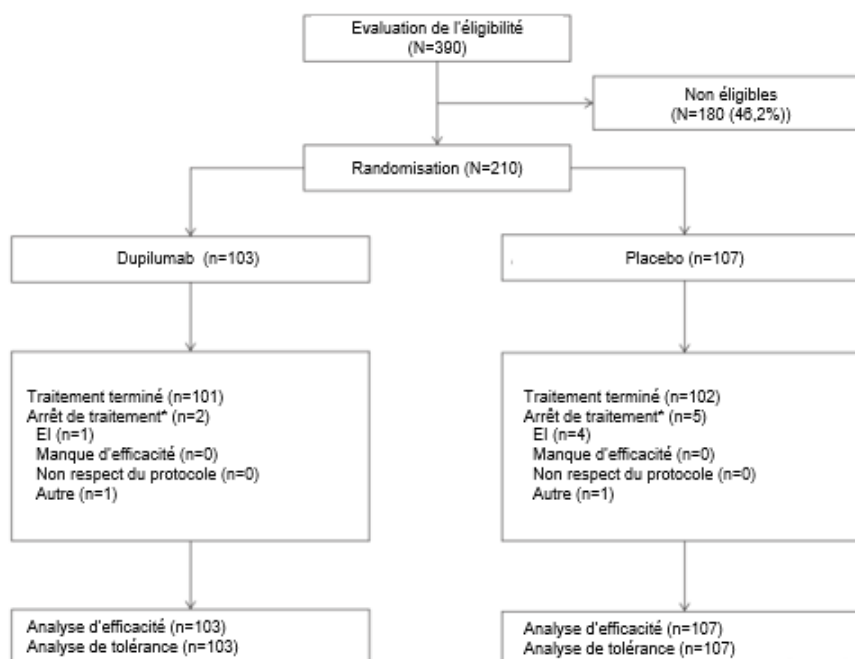 Evaluation de l'éligibilité
(N=390)
Non éligibles
(N=180 (46,2%))
Randomisation (N=210)
Dupilumab (n=103)
Placebo (n=107)
Traitement terminé (n=101)
Arrêt de traitement* (n=2)
EI (n=1)
Manque d'efficacité (n=0)
Non respect du protocole (n=0)
Autre (n=1)
Traitement terminé (n=102)
Arrêt de traitement* (n=5)
EI (n=4)
Manque d'efficacité (n=0)
Non respect du protocole (n=0)
Autre (n=1)
Analyse d'efficacité (n=103)
Analyse de tolérance (n=103)
Analyse d'efficacité (n=107)
Analyse de tolérance (n=107)